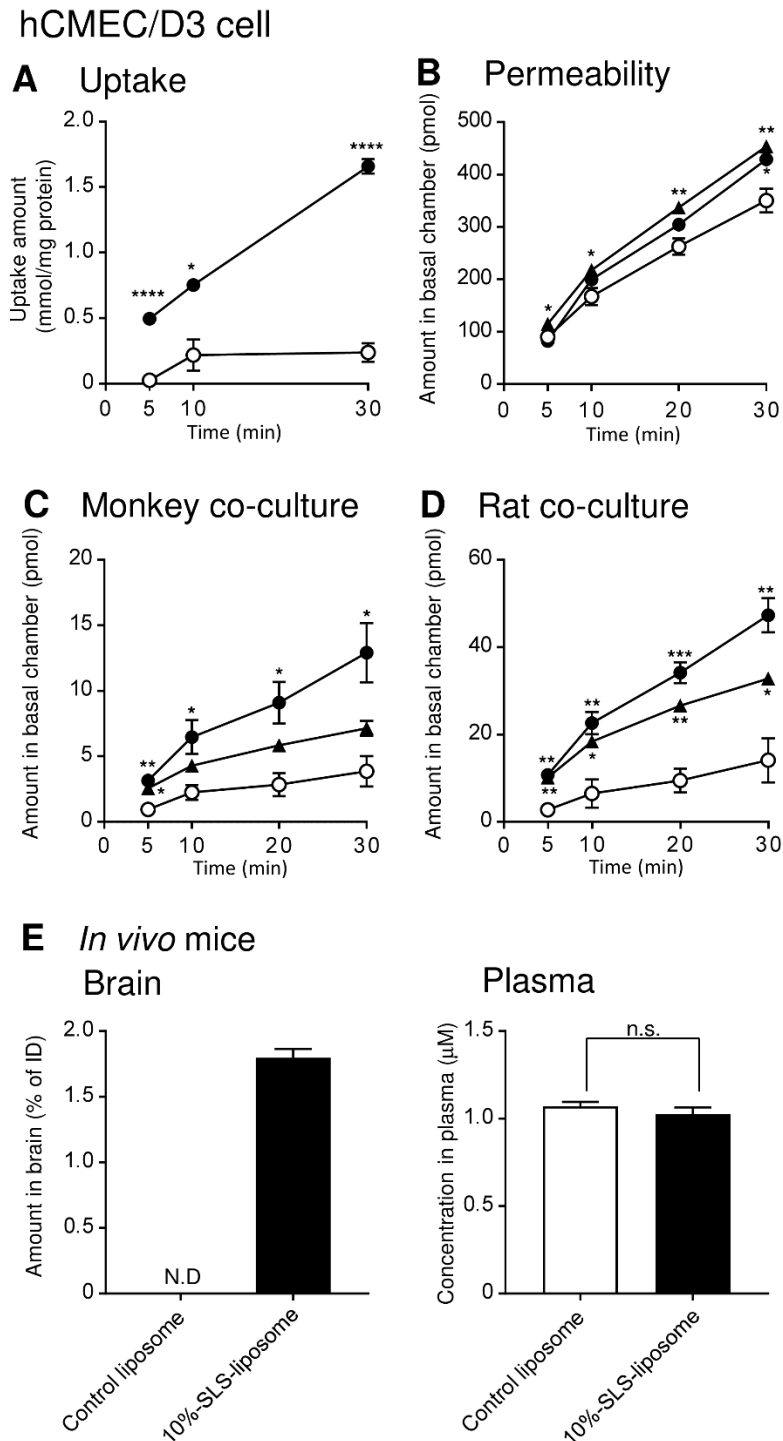 hCMEC/D3 cell
A Uptake
2.0
1.5
1.0
0.5
0
Uptake amount
(mmol/mg protein)
****
*
****
0 5 10 30
Time (min)
B Permeability
500
400
300
200
100
0
Amount in basal chamber (pmol)
*
*
**
**
*
0 5 10 20 30
Time (min)
C Monkey co-culture
20
15
10
5
0
Amount in basal chamber (pmol)
**
*
*
*
*
0 5 10 20 30
Time (min)
D Rat co-culture
60
40
20
0
Amount in basal chamber (pmol)
**
**
**
*
***
**
**
*
0 5 10 20 30
Time (min)
E In vivo mice
Brain
2.0
1.5
1.0
0.5
0
Amount in brain (% of ID)
N.D
Control liposome
10%-SLS-liposome
Plasma
1.5
1.0
0.5
0
Concentration in plasma (μM)
n.s.
Control liposome
10%-SLS-liposome